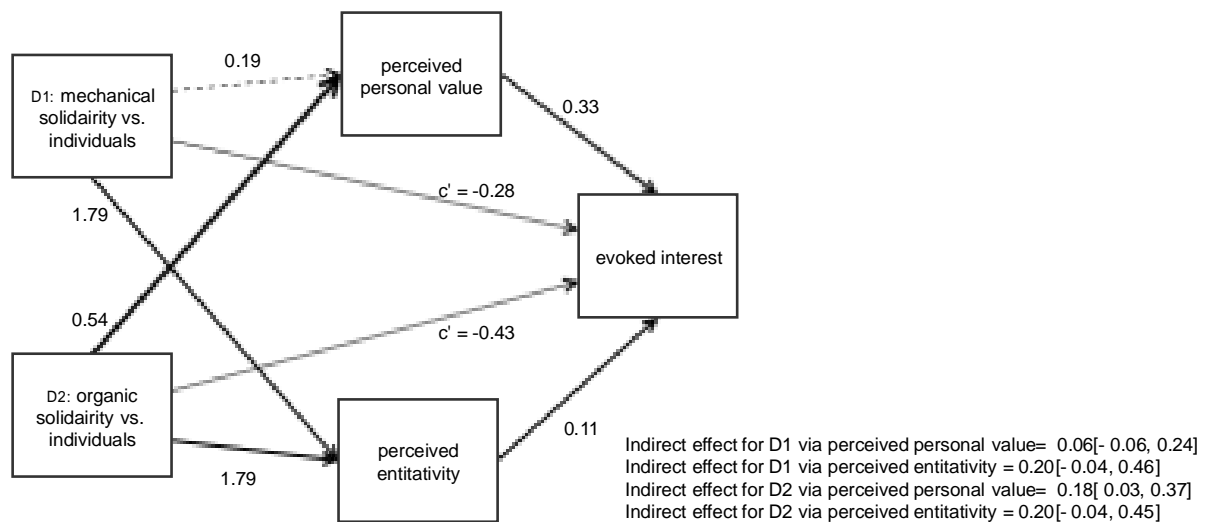 0.19
perceived
personal value
D1: mechanical
solidairity vs.
individuals
0.33
c' = -0.28
1.79
evoked interest
0.54
c' = -0.43
D2: organic
solidairity vs.
individuals
perceived
entitativity
0.11
1.79
Indirect effect for D1 via perceived personal value= 0.06[- 0.06, 0.24]
Indirect effect for D1 via perceived entitativity = 0.20[- 0.04, 0.46]
Indirect effect for D2 via perceived personal value= 0.18[ 0.03, 0.37]
Indirect effect for D2 via perceived entitativity = 0.20[- 0.04, 0.45]